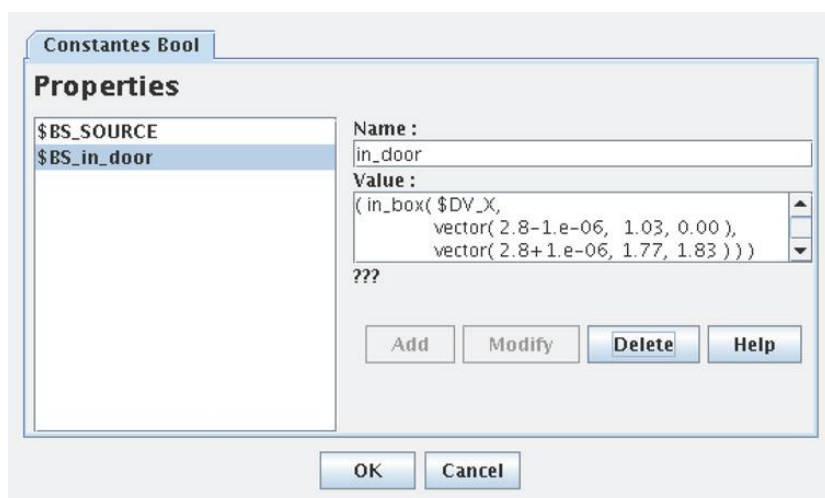 Constantes Bool
Properties
$BS_SOURCE
$BS_in_door
Name :
in_door
Value :
( in_box( $DV_X,
vector( 2.8-1.e-06, 1.03, 0.00 ),
vector( 2.8+1.e-06, 1.77, 1.83 ) ) )
???
Add Modify Delete Help
OK Cancel